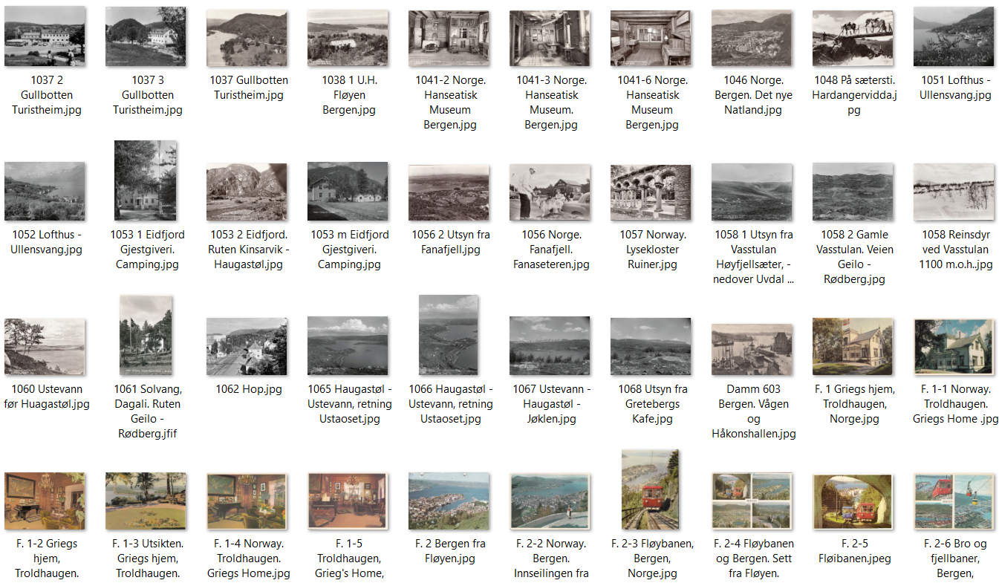 1037 2
Gullbotten
Turistheim.jpg
1037 3
Gullbotten
Turistheim.jpg
1037 Gullbotten
Turistheim.jpg
1038 1 U.H.
Fløyen
Bergen.jpg
1041-2 Norge.
Hanseatisk
Museum
Bergen.jpg
1041-3 Norge.
Hanseatisk
Museum.
Bergen.jpg
1041-6 Norge.
Hanseatisk
Museum
Bergen.jpg
1046 Norge.
Bergen. Det nye
Natland.jpg
1048 På sætersti.
Hardangervidda.j
pg
1051 Lofthus -
Ullensvang.jpg
1052 Lofthus -
Ullensvang.jpg
1053 1 Eidfjord
Gjestgiveri.
Camping.jpg
1053 2 Eidfjord.
Ruten Kinsarvik -
Haugastøl.jpg
1053 m Eidfjord
Gjestgiveri.
Camping.jpg
1056 2 Utsyn fra
Fanafjell.jpg
1056 Norge.
Fanafjell.
Fanaseteren.jpg
1057 Norway.
Lysekloster
Ruiner.jpg
1058 1 Utsyn fra
Vasstulan
Høyfjellsæter, -
nedover Uvdal ...
1058 2 Gamle
Vasstulan. Veien
Geilo -
Rødberg.jpg
1058 Reinsdyr
ved Vasstulan
1100 m.o.h..jpg
1060 Ustevann
før Huagastøl.jpg
1061 Solvang,
Dagali. Ruten
Geilo -
Rødberg.jfif
1062 Hop.jpg
1065 Haugastøl -
Ustevann, retning
Ustaoset.jpg
1066 Haugastøl -
Ustevann, retning
Ustaoset.jpg
1067 Ustevann -
Haugastøl -
Jøklen.jpg
1068 Utsyn fra
Gretebergs
Kafe.jpg
Damm 603
Bergen. Vågen
og
Håkonshallen.jpg
F. 1 Griegs hjem,
Troldhaugen,
Norge.jpg
F. 1-1 Norway.
Troldhaugen.
Griegs Home .jpg
F. 1-2 Griegs
hjem,
Troldhaugen.
F. 1-3 Utsikten.
Griegs hjem,
Troldhaugen.
F. 1-4 Norway.
Troldhaugen.
Griegs Home.jpg
F. 1-5
Troldhaugen,
Grieg's Home,
F. 2 Bergen fra
Fløyen.jpg
F. 2-2 Norway.
Bergen.
Innseilingen fra
F. 2-3 Fløybanen,
Bergen,
Norge.jpg
F. 2-4 Fløybanen
og Bergen. Sett
fra Fløyen.
F. 2-5
Fløibanen.jpeg
F. 2-6 Bro og
fjellbaner,
Bergen,